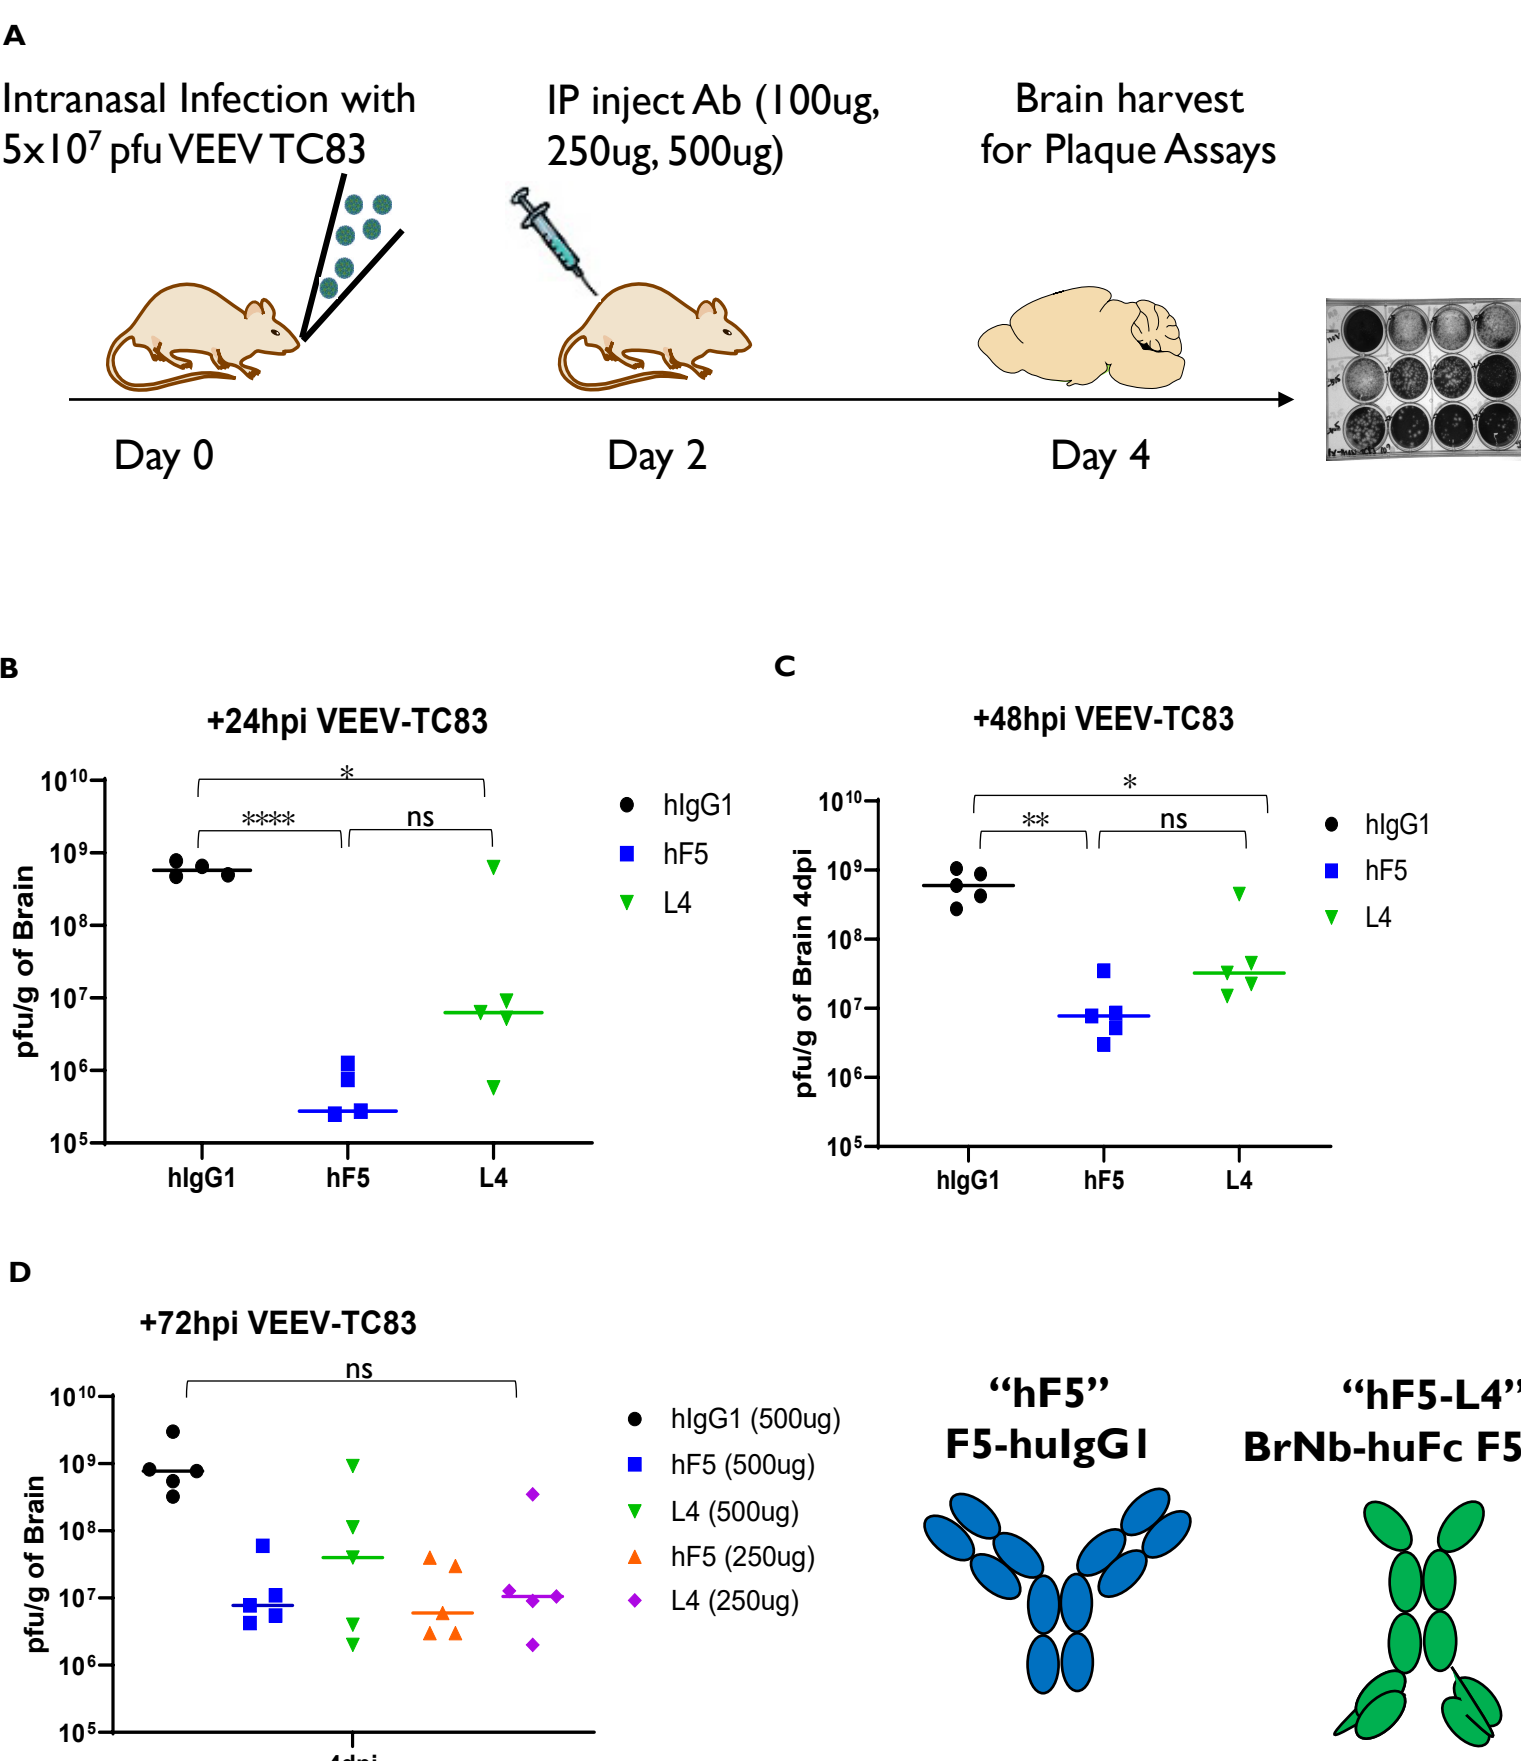 A
Intranasal Infection with
5x10⁷ pfu VEEV TC83
IP inject Ab (100ug,
250ug, 500ug)
Brain harvest
for Plaque Assays
Day 0
Day 2
Day 4
B
+24hpi VEEV-TC83
pfu/g of Brain
10¹⁰
10⁹
10⁸
10⁷
10⁶
10⁵
*
****
ns
hIgG1
hF5
L4
hIgG1
hF5
L4
C
+48hpi VEEV-TC83
pfu/g of Brain 4dpi
10¹⁰
10⁹
10⁸
10⁷
10⁶
10⁵
*
**
ns
hIgG1
hF5
L4
hIgG1
hF5
L4
D
+72hpi VEEV-TC83
pfu/g of Brain
10¹⁰
10⁹
10⁸
10⁷
10⁶
10⁵
ns
4dpi
hIgG1 (500ug)
hF5 (500ug)
L4 (500ug)
hF5 (250ug)
L4 (250ug)
“hF5”
F5-huIgG1
“hF5-L4”
BrNb-huFc F5